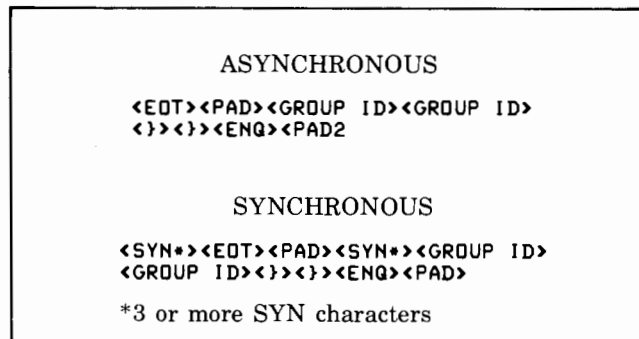 ASYNCHRONOUS
<EOT><PAD><GROUP ID><GROUP ID>
<}><}><ENQ><PAD2
SYNCHRONOUS
<SYN*><EOT><PAD><SYN*><GROUP ID>
<GROUP ID><}><}><ENQ><PAD>
*3 or more SYN characters